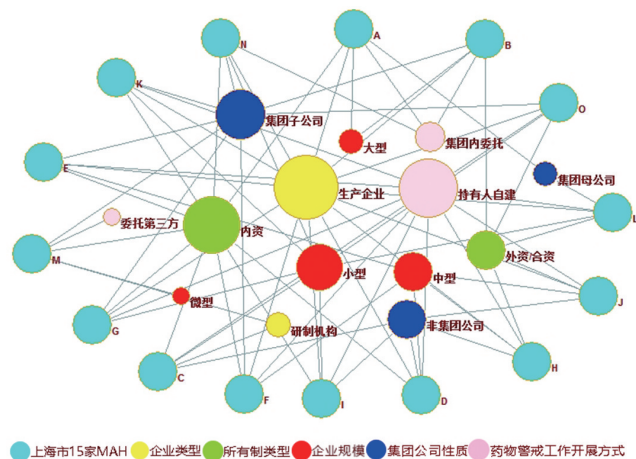 A
N
B
K
O
集团子公司
大型
集团内委托
E
集团母公司
生产企业
持有人自建
L
委托第三方
内资
M
外资/合资
小型
中型
微型
J
G
研制机构
非集团公司
H
C
F
I
D
上海市15家MAH 企业类型 所有制类型 企业规模 集团公司性质 药物警戒工作开展方式